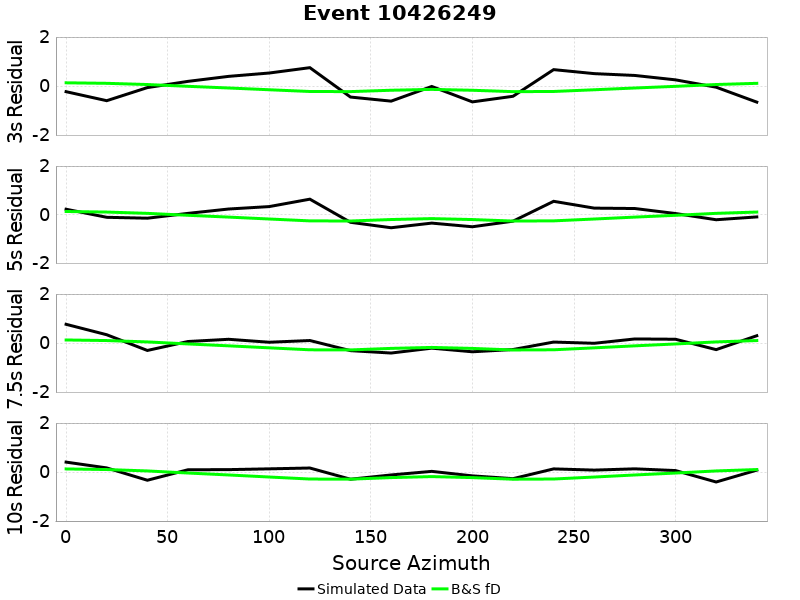 Event 10426249
3s Residual
2
0
-2
5s Residual
2
0
-2
7.5s Residual
2
0
-2
10s Residual
2
0
-2
0 50 100 150 200 250 300
Source Azimuth
Simulated Data B&S fD